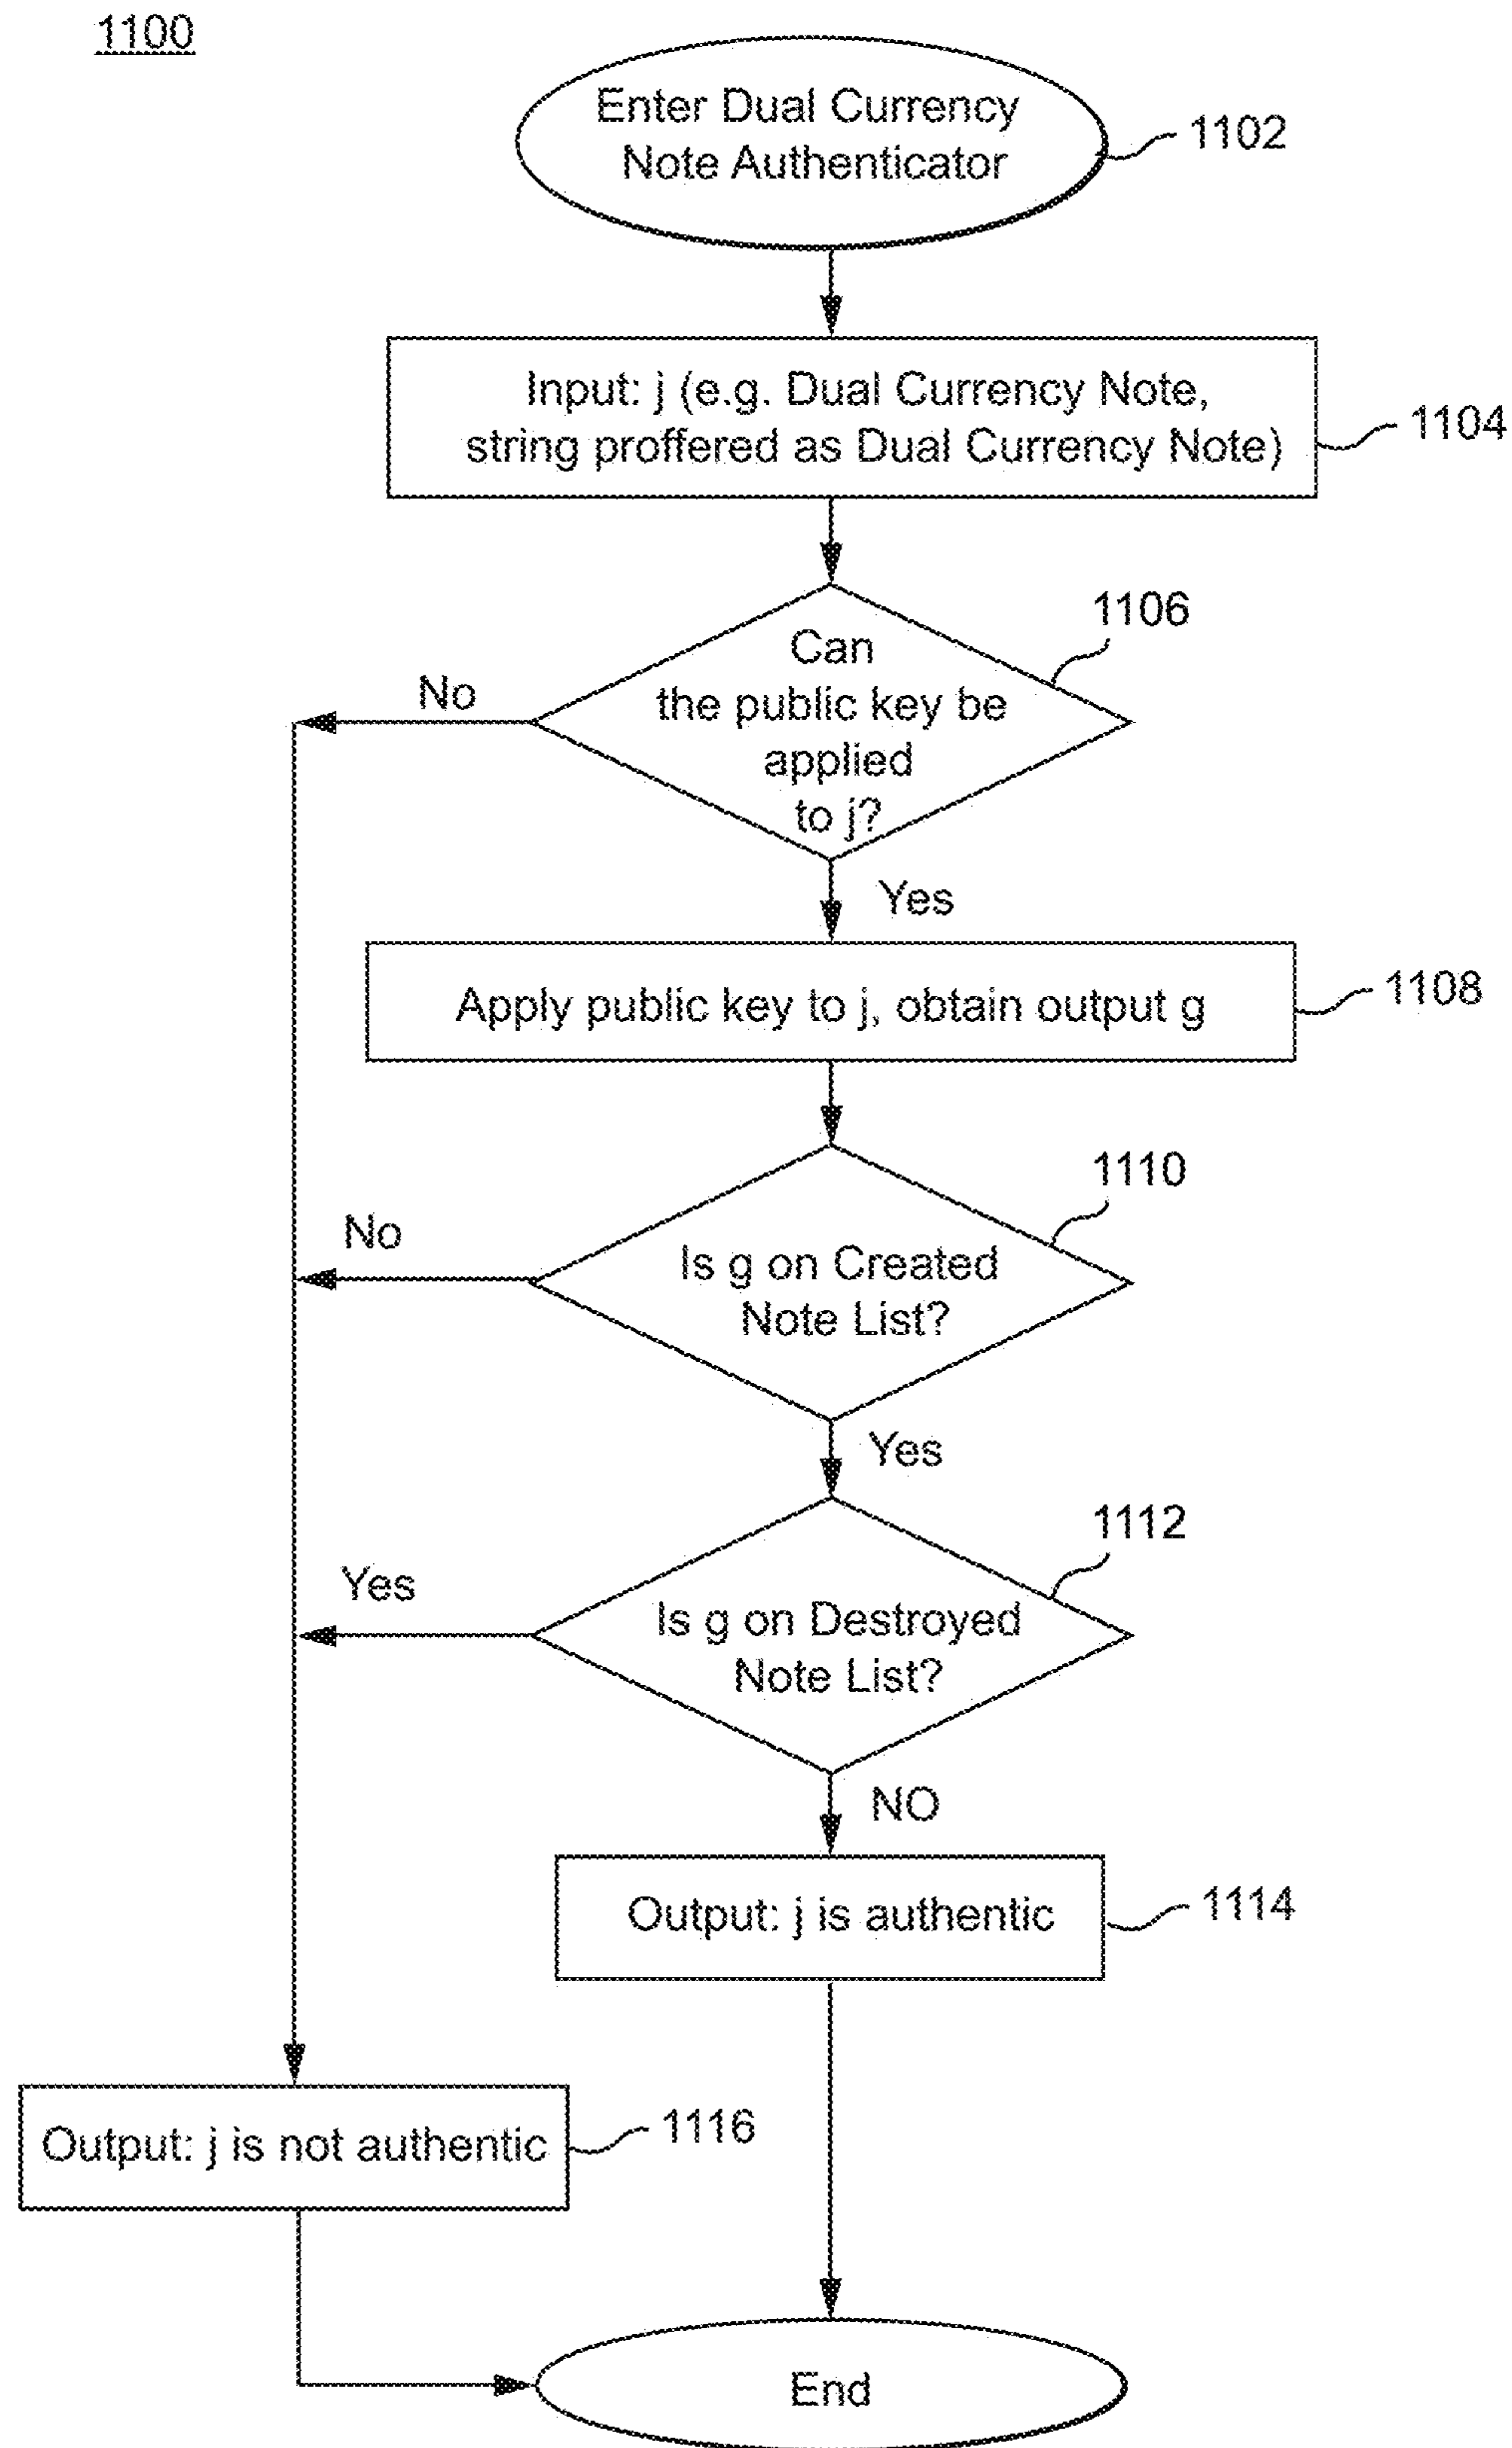 1100
Enter Dual Currency
Note Authenticator
1102
Input: j (e.g. Dual Currency Note,
string proffered as Dual Currency Note)
1104
1106
Can
the public key be
applied
to j?
No
Yes
Apply public key to j, obtain output g
1108
1110
No
Is g on Created
Note List?
Yes
1112
Yes
Is g on Destroyed
Note List?
NO
Output: j is authentic
1114
Output: j is not authentic
1116
End